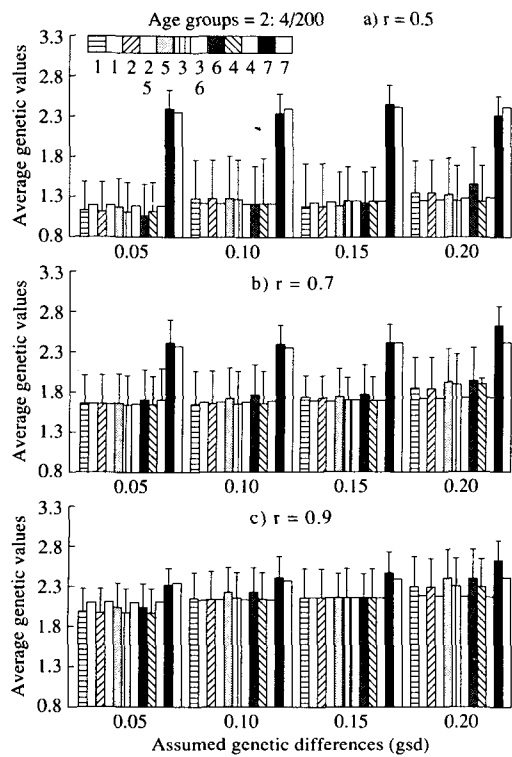 Age groups = 2: 4/200 a) r = 0.5
1 1 2 2 5 3 3 6 4 4 7 7
5 6
3.3
2.8
2.3
1.8
1.3
0.8
Average genetic values
0.05 0.10 0.15 0.20
b) r = 0.7
3.3
2.8
2.3
1.8
1.3
0.8
Average genetic values
0.05 0.10 0.15 0.20
c) r = 0.9
3.3
2.8
2.3
1.8
1.3
0.8
Average genetic values
0.05 0.10 0.15 0.20
Assumed genetic differences (gsd)